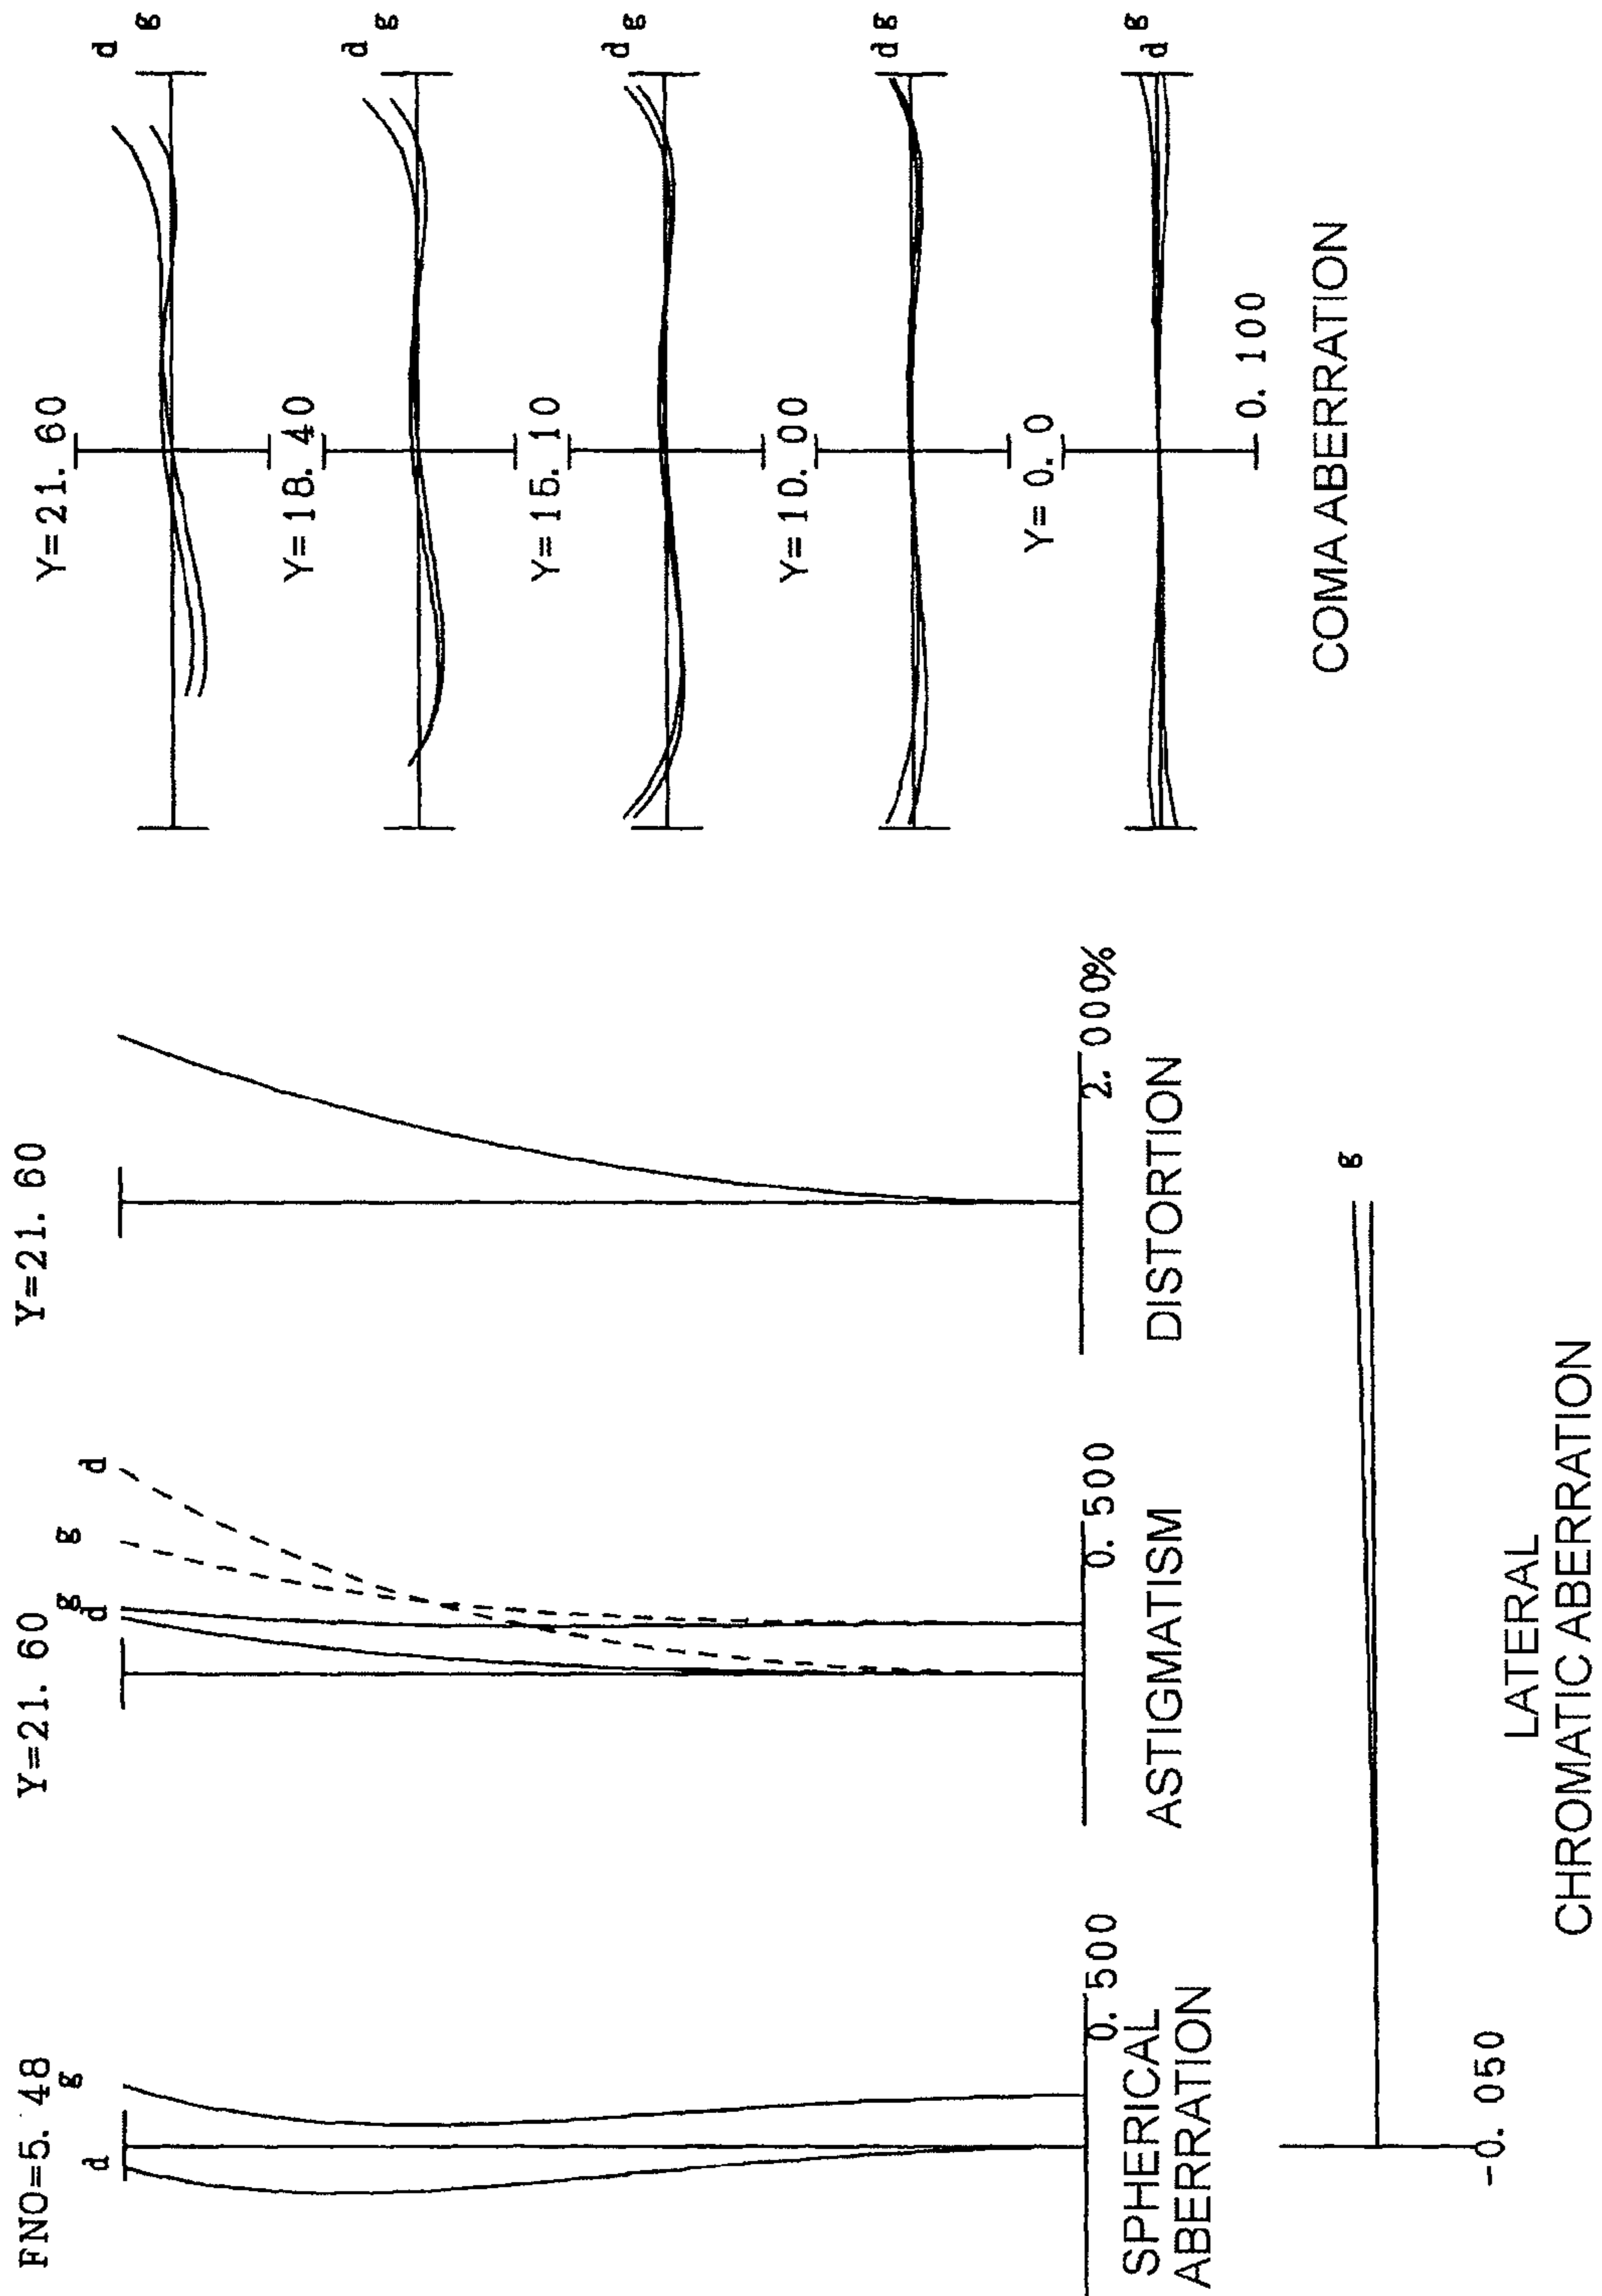 FNO=5.48
g
d
0.500
SPHERICAL
ABERRATION
Y=21.60
d
g
g
d
0.500
ASTIGMATISM
Y=21.60
2.000%
DISTORTION
Y=21.60
d
g
Y=18.40
d
g
Y=15.10
d
g
Y=10.00
d
g
Y=0.0
g
d
0.100
COMA ABERRATION
g
-0.050
LATERAL
CHROMATIC ABERRATION